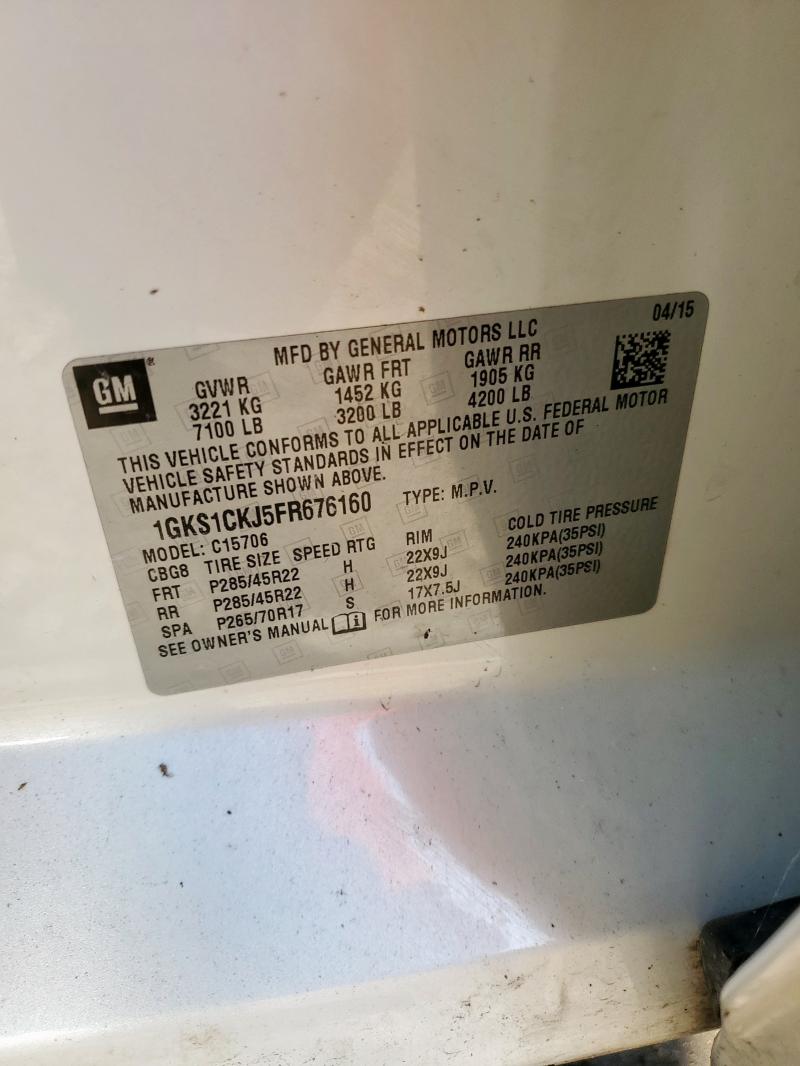 04/15
MFD BY GENERAL MOTORS LLC
GM
GVWR GAWR FRT GAWR RR
3221 KG 1452 KG 1905 KG
7100 LB 3200 LB 4200 LB
THIS VEHICLE CONFORMS TO ALL APPLICABLE U.S. FEDERAL MOTOR
VEHICLE SAFETY STANDARDS IN EFFECT ON THE DATE OF
MANUFACTURE SHOWN ABOVE.
1GKS1CKJ5FR676160 TYPE: M.P.V.
MODEL: C15706
CBG8 TIRE SIZE SPEED RTG RIM COLD TIRE PRESSURE
FRT P285/45R22 H 22X9J 240KPA(35PSI)
RR P285/45R22 H 22X9J 240KPA(35PSI)
SPA P265/70R17 S 17X7.5J 240KPA(35PSI)
SEE OWNER'S MANUAL FOR MORE INFORMATION.